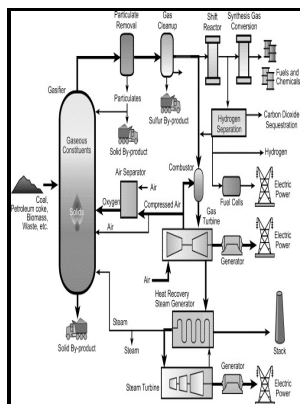 Particulate
Removal
Gas
Cleanup
Shift
Reactor
Synthesis Gas
Conversion
Gasifier
Particulates
Solid By-product
Sulfur By-product
Fuels and
Chemicals
Hydrogen
Separation
Carbon Dioxide
Sequestration
Gaseous
Constituents
Solids
Combustor
Hydrogen
Air Separator
Air
Oxygen
Compressed Air
Air
Coal,
Petroleum coke,
Biomass,
Waste, etc.
Fuel Cells
Electric
Power
Gas
Turbine
Air
Generator
Electric
Power
Heat Recovery
Steam Generator
Steam
Steam
Solid By-product
Stack
Steam Turbine
Generator
Electric
Power